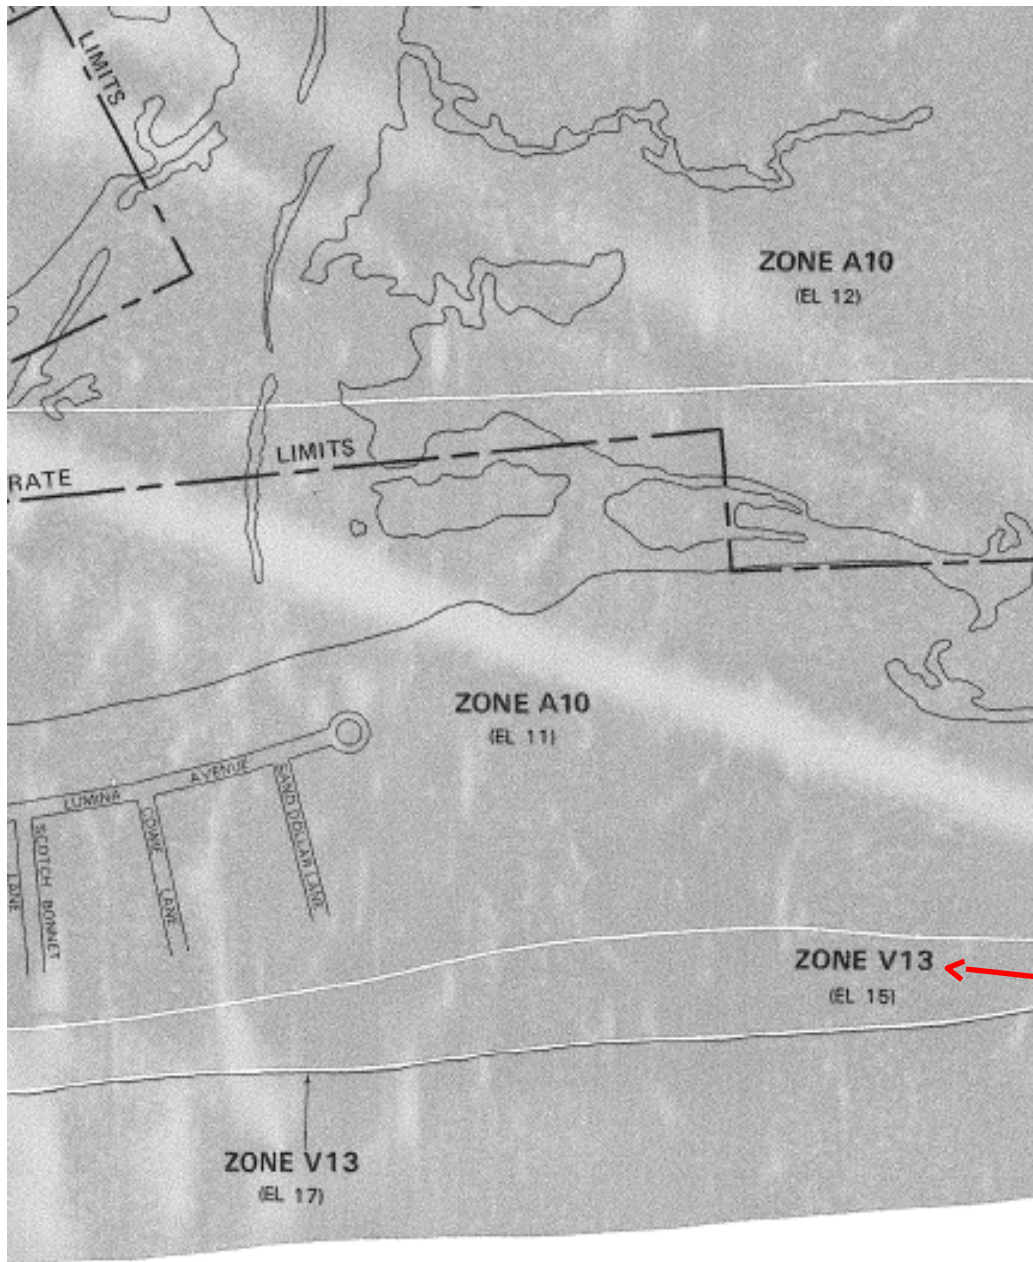 LIMITS
ZONE A10
(EL 12)
LIMITS
RATE
ZONE A10
(EL 11)
AVENUE
LUMINA
SAND DOLLAR LANE
COWIE LANE
SCOTCH BONNET
LANE
ZONE V13
(EL 15)
ZONE V13
(EL 17)